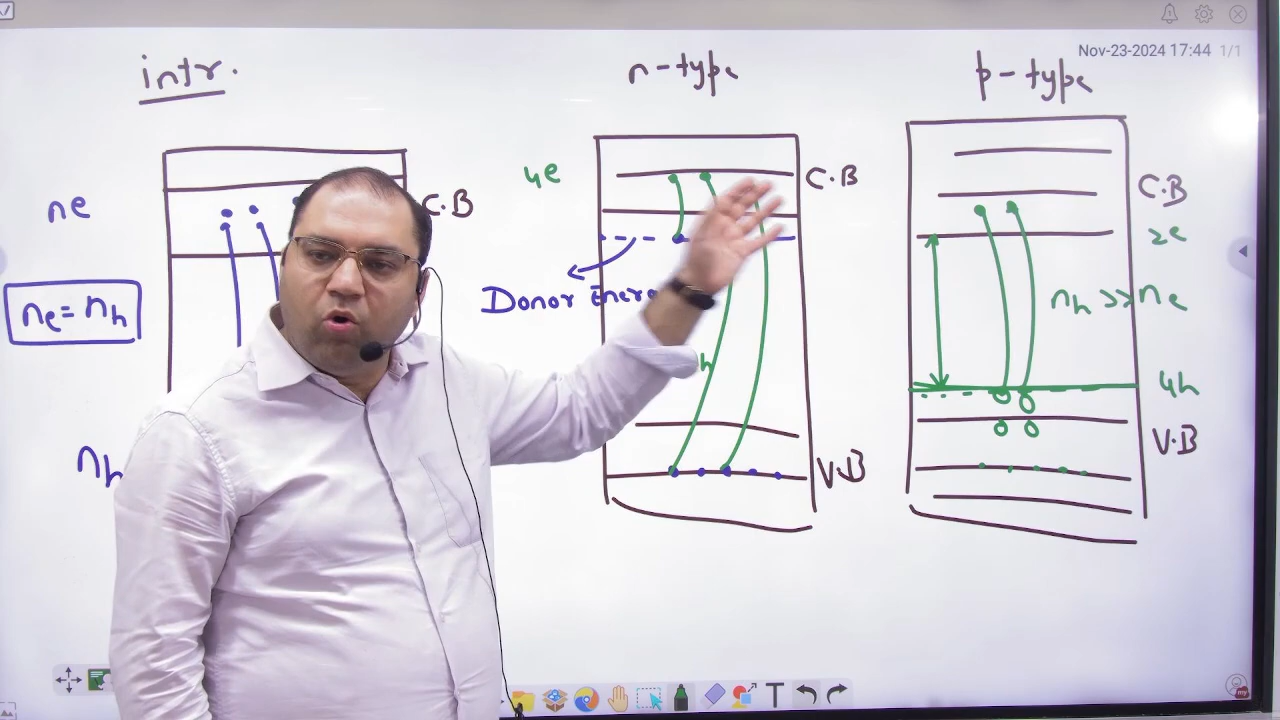 Nov-23-2024 17:44 1/1
intr.
n-type
p-type
ne
4e
C.B
C.B
C.B
2e
ne = nh
Donor Energ
nh >> ne
h
4h
nh
V.B
V.B
T